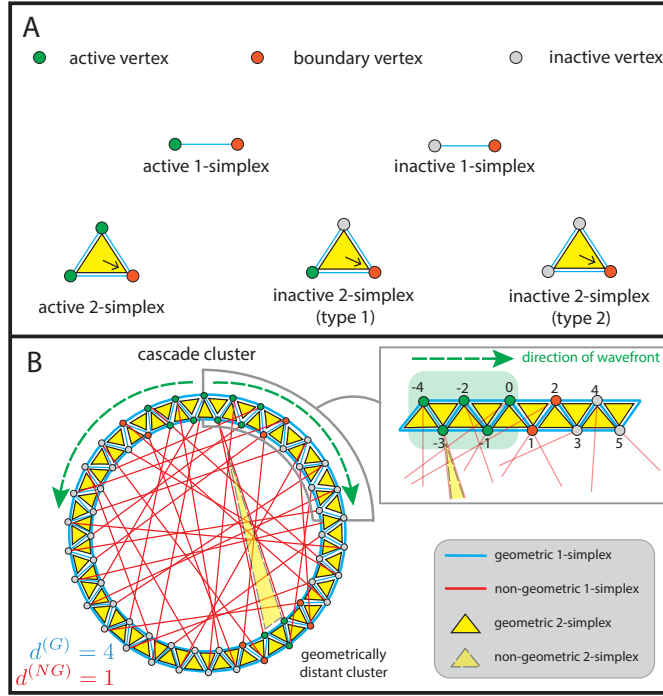 A
active vertex
boundary vertex
inactive vertex
active 1-simplex
inactive 1-simplex
active 2-simplex
inactive 2-simplex
(type 1)
inactive 2-simplex
(type 2)
B
cascade cluster
direction of wavefront
-4 -2 0 2 4
-3 -1 1 3 5
geometric 1-simplex
non-geometric 1-simplex
geometric 2-simplex
non-geometric 2-simplex
geometrically
distant cluster
d^{(G)} = 4
d^{(NG)} = 1